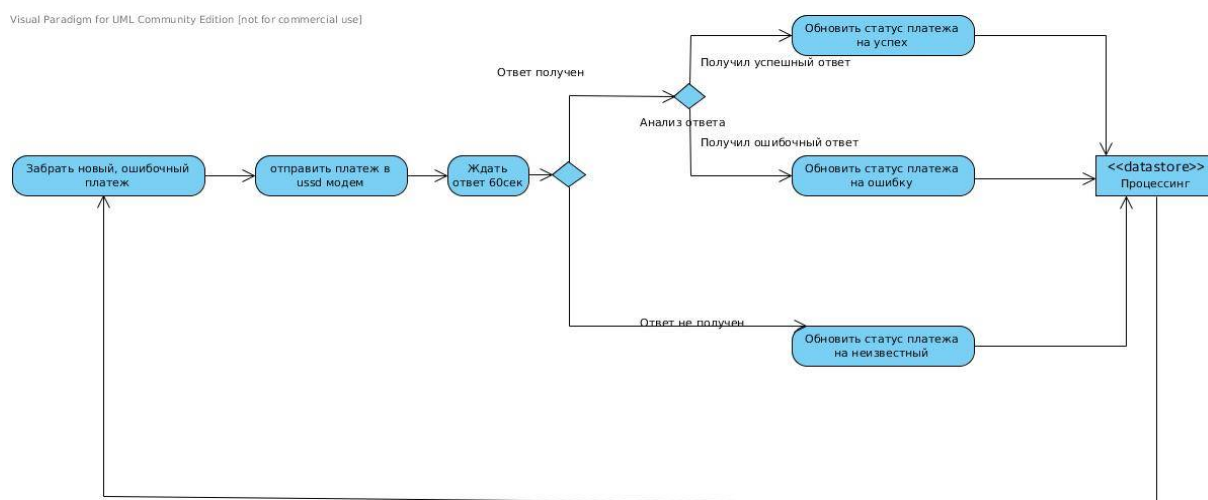 Visual Paradigm for UML Community Edition [not for commercial use]
Обновить статус платежа
на успех
Получил успешный ответ
Ответ получен
Анализ ответа
Получил ошибочный ответ
Забрать новый, ошибочный
платеж
отправить платеж в
ussd модем
Ждать
ответ 60сек
Обновить статус платежа
на ошибку
<<datastore>>
Процессинг
Ответ не получен
Обновить статус платежа
на неизвестный